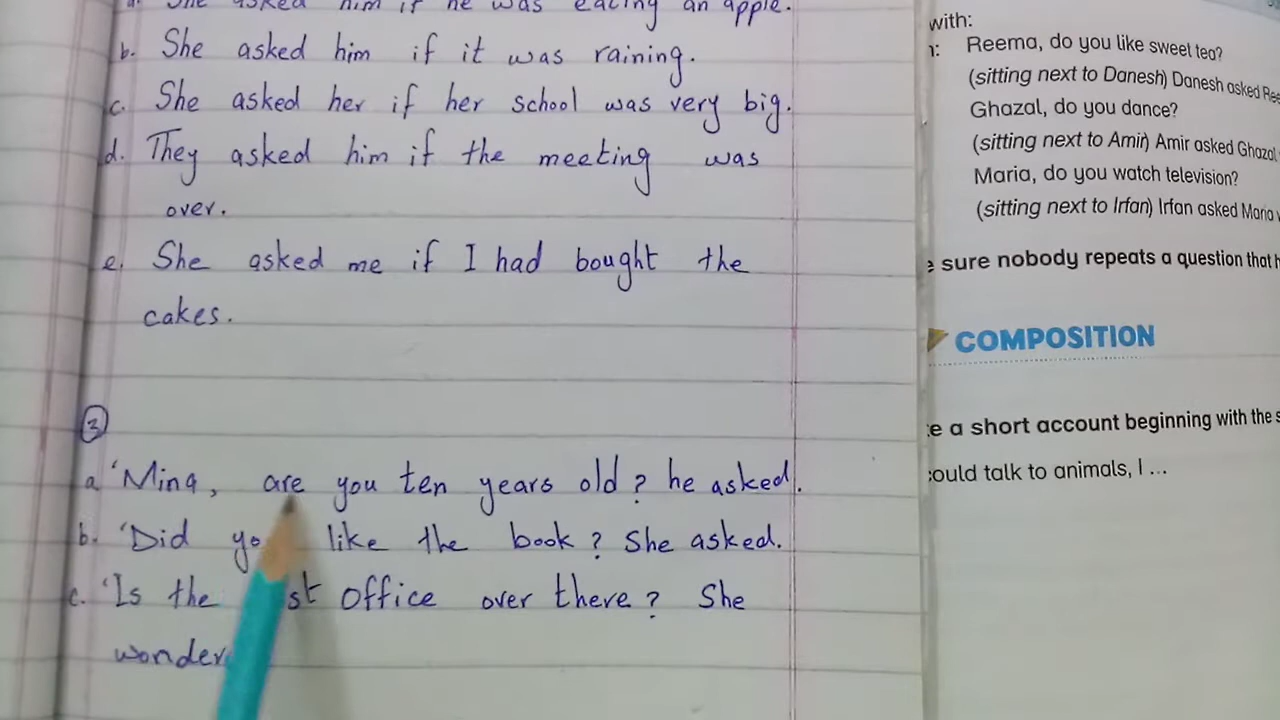 a. She asked him if he was eating an apple.
b. She asked him if it was raining.
c. She asked her if her school was very big.
d. They asked him if the meeting was
over.
e. She asked me if I had bought the
cakes.
3
a 'Mina, are you ten years old? he asked.
b. 'Did like the book? She asked.
c. 'Is the office over there? She
with:
Reema, do you like sweet tea?
(sitting next to Danesh) Danesh asked
Ghazal, do you dance?
(sitting next to Amir) Amir asked Ghazal
Maria, do you watch television?
(sitting next to Irfan) Irfan asked Maria
sure nobody repeats a question that
COMPOSITION
a short account beginning with the
could talk to animals, I ...